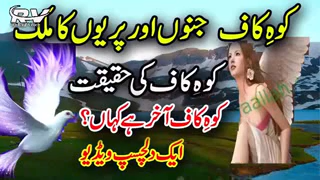 کوہِ کاف جنوں اور پریوں کا ملک
کوہ کاف کی حقیقت
کوہِ کاف آخر ہے کہاں؟
ایک دلچسپ ویڈیو